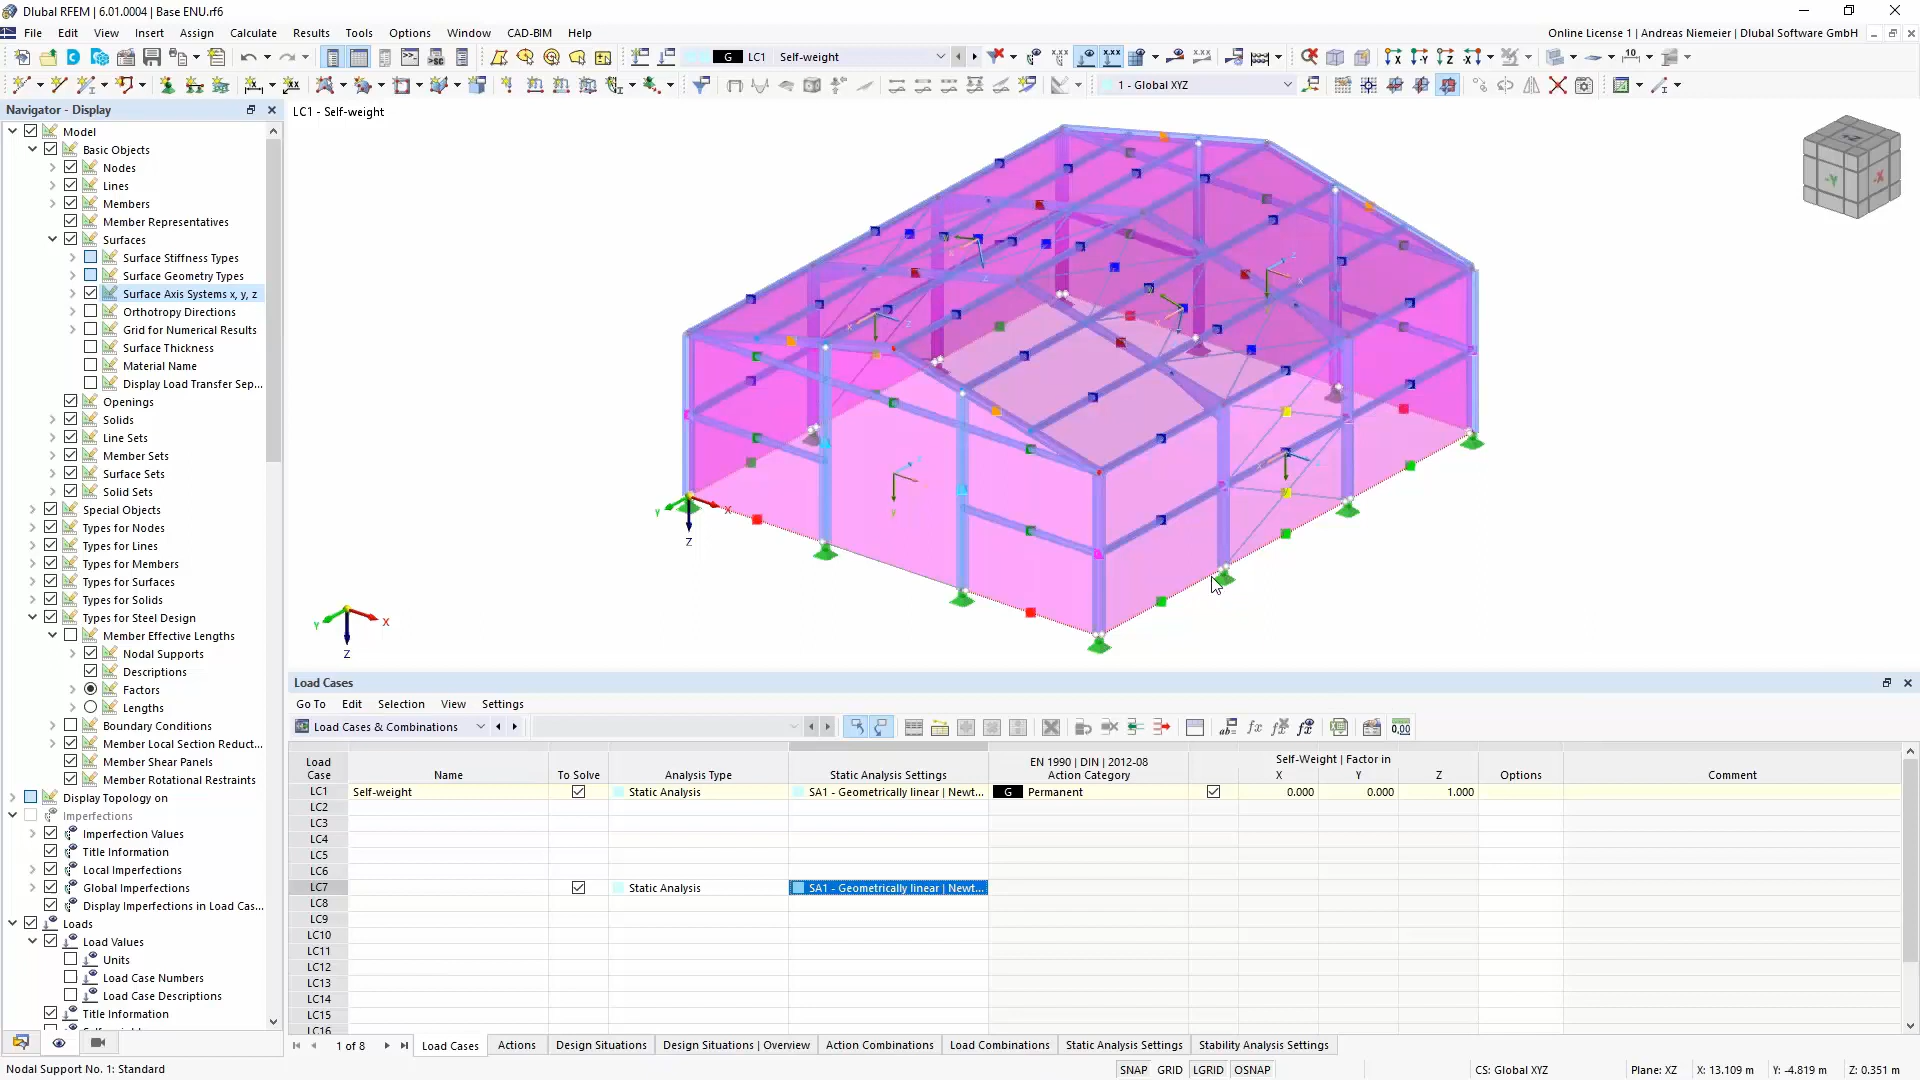 Dlubal RFEM | 6.01.0004 | Base ENU.rf6
File Edit View Insert Assign Calculate Results Tools Options Window CAD-BIM Help
Online License 1 | Andreas Niemeier | Dlubal Software GmbH
G LC1 Self-weight
1 - Global XYZ
Navigator - Display
Model
Basic Objects
Nodes
Lines
Members
Member Representatives
Surfaces
Surface Stiffness Types
Surface Geometry Types
Surface Axis Systems x, y, z
Orthotropy Directions
Grid for Numerical Results
Surface Thickness
Material Name
Display Load Transfer Sep...
Openings
Solids
Line Sets
Member Sets
Surface Sets
Solid Sets
Special Objects
Types for Nodes
Types for Lines
Types for Members
Types for Surfaces
Types for Solids
Types for Steel Design
Member Effective Lengths
Nodal Supports
Descriptions
Factors
Lengths
Boundary Conditions
Member Local Section Reduct...
Member Shear Panels
Member Rotational Restraints
Display Topology on
Imperfections
Imperfection Values
Title Information
Local Imperfections
Global Imperfections
Display Imperfections in Load Cas...
Loads
Load Values
Units
Load Case Numbers
Load Case Descriptions
Title Information
LC1 - Self-weight
+Z
-Y
-X
Y
X
Z
Y
X
Z
Load Cases
Go To Edit Selection View Settings
Load Cases & Combinations
Load Case
Name
To Solve
Analysis Type
Static Analysis Settings
EN 1990 | DIN | 2012-08
Action Category
Self-Weight | Factor in
X Y Z
Options
Comment
LC1 Self-weight Static Analysis SA1 - Geometrically linear | Newt... G Permanent 0.000 0.000 1.000
LC2
LC3
LC4
LC5
LC6
LC7 Static Analysis SA1 - Geometrically linear | Newt...
LC8
LC9
LC10
LC11
LC12
LC13
LC14
LC15
LC16
1 of 8 Load Cases Actions Design Situations Design Situations | Overview Action Combinations Load Combinations Static Analysis Settings Stability Analysis Settings
Nodal Support No. 1: Standard
SNAP GRID LGRID OSNAP
CS: Global XYZ
Plane: XZ
X: 13.109 m Y: -4.819 m Z: 0.351 m